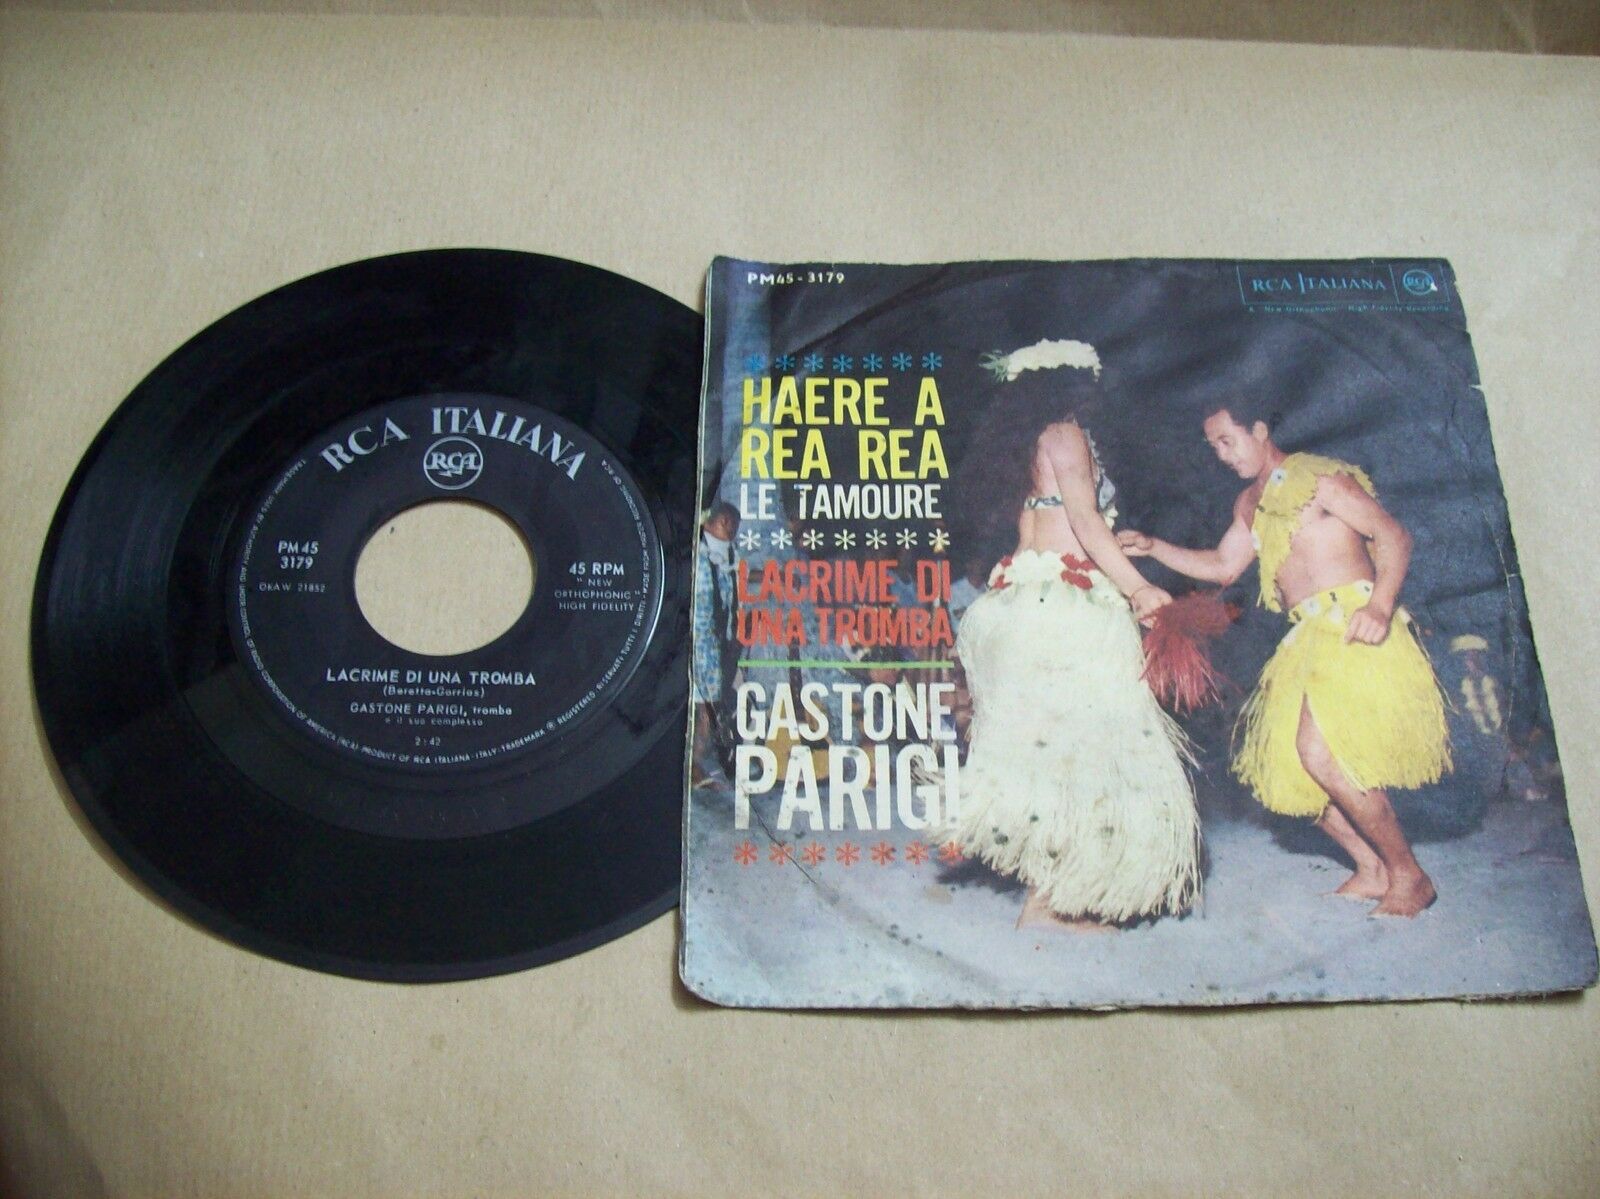 RCA ITALIANA
RCA
PM 45
3179
OKAW 21852
45 RPM
" NEW
ORTHOPHONIC "
HIGH FIDELITY
LACRIME DI UNA TROMBA
(Beretta-Garrios)
GASTONE PARIGI, tromba
e il suo complesso
2:42
PM45-3179
RCA ITALIANA
RCA
*******
HAERE A
REA REA
LE TAMOURE
*******
LACRIME DI
UNA TROMBA
GASTONE
PARIGI
*******